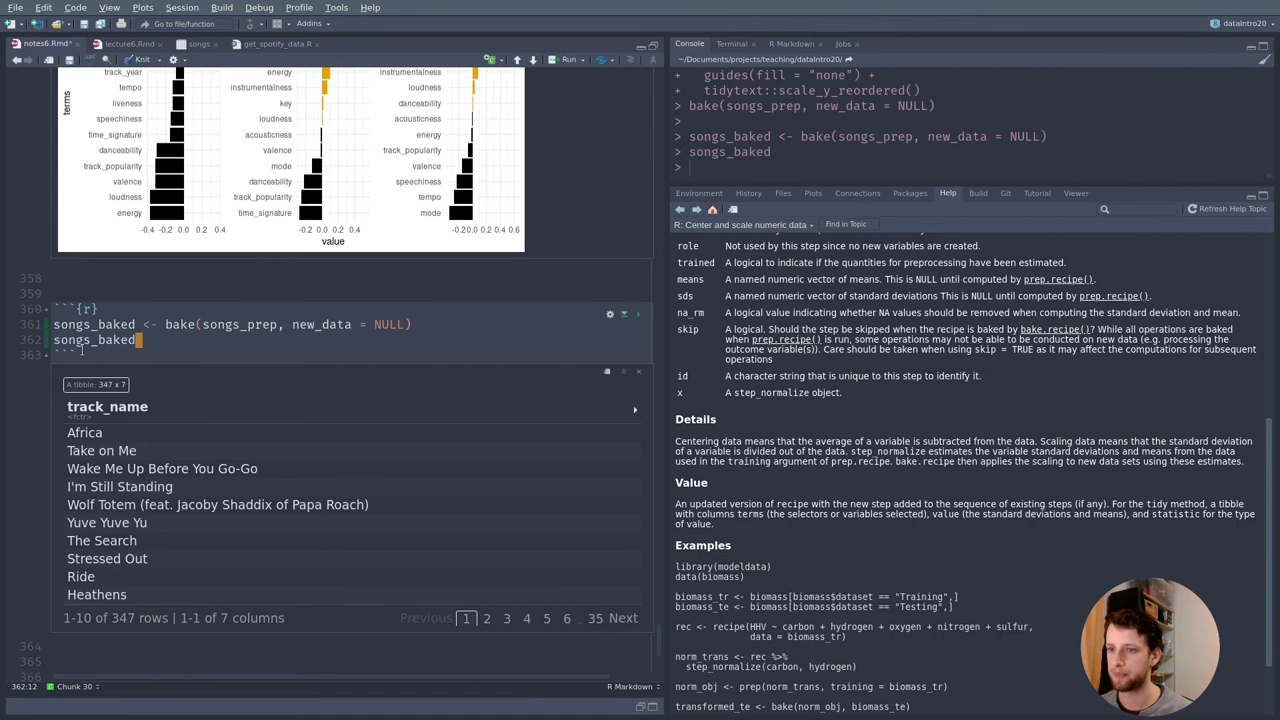 File Edit Code View Plots Session Build Debug Profile Tools Help
Go to file/function Addins dataIntro20
notes6.Rmd* lecture6.Rmd songs get_spotify_data.R
Knit Run
track_year
tempo
liveness
speechiness
time_signature
danceability
track_popularity
valence
loudness
energy
terms
-0.4 -0.2 0.0 0.2 0.4
energy
instrumentalness
key
loudness
acousticness
valence
mode
danceability
track_popularity
time_signature
-0.2 0.0 0.2 0.4
instrumentalness
loudness
danceability
acousticness
energy
track_popularity
valence
speechiness
tempo
mode
-0.2 0.0 0.2 0.4 0.6
value
358
359
360 ```{r}
361 songs_baked <- bake(songs_prep, new_data = NULL)
362 songs_baked
363 ```
A tibble: 347 x 7
track_name
<fctr>
Africa
Take on Me
Wake Me Up Before You Go-Go
I'm Still Standing
Wolf Totem (feat. Jacoby Shaddix of Papa Roach)
Yuve Yuve Yu
The Search
Stressed Out
Ride
Heathens
1-10 of 347 rows | 1-1 of 7 columns Previous 1 2 3 4 5 6 .. 35 Next
364
365
366
362:12 Chunk 30 R Markdown
Console Terminal R Markdown Jobs
~/Documents/projects/teaching/dataIntro20/
+ guides(fill = "none") +
+ tidytext::scale_y_reordered()
> bake(songs_prep, new_data = NULL)
>
> songs_baked <- bake(songs_prep, new_data = NULL)
> songs_baked
>
Environment History Files Plots Connections Packages Help Build Git Tutorial Viewer
Refresh Help Topic
R: Center and scale numeric data Find in Topic
role Not used by this step since no new variables are created.
trained A logical to indicate if the quantities for preprocessing have been estimated.
means A named numeric vector of means. This is NULL until computed by prep.recipe().
sds A named numeric vector of standard deviations This is NULL until computed by prep.recipe().
na_rm A logical value indicating whether NA values should be removed when computing the standard deviation and mean.
skip A logical. Should the step be skipped when the recipe is baked by bake.recipe()? While all operations are baked
when prep.recipe() is run, some operations may not be able to be conducted on new data (e.g. processing the
outcome variable(s)). Care should be taken when using skip = TRUE as it may affect the computations for subsequent
operations
id A character string that is unique to this step to identify it.
x A step_normalize object.
Details
Centering data means that the average of a variable is subtracted from the data. Scaling data means that the standard deviation
of a variable is divided out of the data. step_normalize estimates the variable standard deviations and means from the data
used in the training argument of prep.recipe. bake.recipe then applies the scaling to new data sets using these estimates.
Value
An updated version of recipe with the new step added to the sequence of existing steps (if any). For the tidy method, a tibble
with columns terms (the selectors or variables selected), value (the standard deviations and means), and statistic for the type
of value.
Examples
library(modeldata)
data(biomass)
biomass_tr <- biomass[biomass$dataset == "Training",]
biomass_te <- biomass[biomass$dataset == "Testing",]
rec <- recipe(HHV ~ carbon + hydrogen + oxygen + nitrogen + sulfur,
data = biomass_tr)
norm_trans <- rec %>%
step_normalize(carbon, hydrogen)
norm_obj <- prep(norm_trans, training = biomass_tr)
transformed_te <- bake(norm_obj, biomass_te)